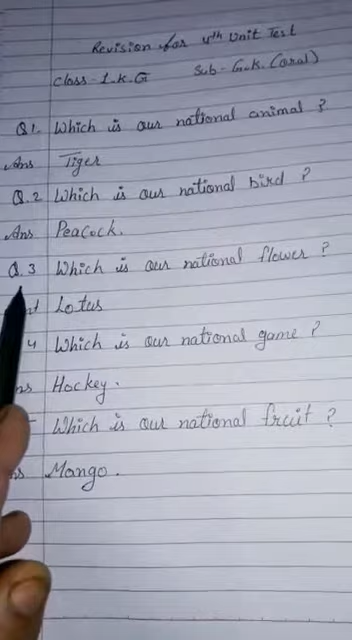 Revision for 4th Unit Test
Class - L.K.G Sub - G.K. (Oral)
Q1. Which is our national animal ?
Ans Tiger
Q.2 Which is our national bird ?
Ans Peacock.
Q.3 Which is our national flower ?
Lotus
4 Which is our national game ?
ns Hockey.
Which is our national fruit ?
s Mango.